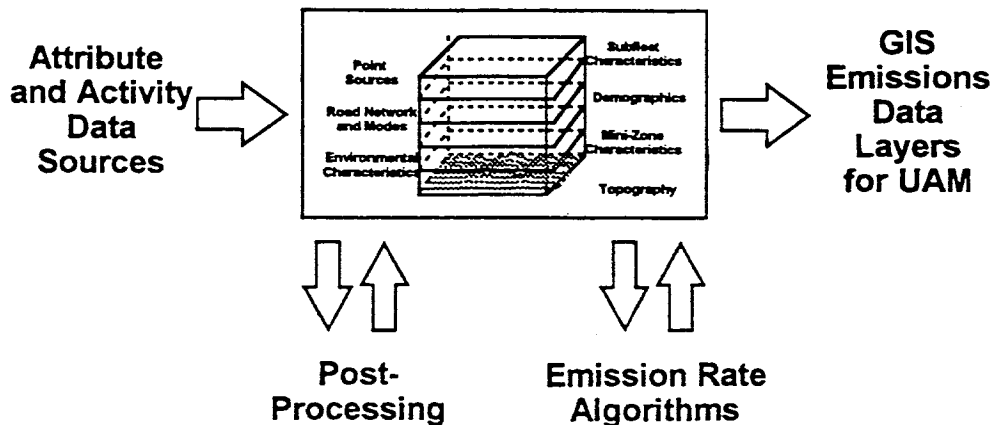 Attribute
and Activity
Data
Sources
Point
Sources
Road Network
and Modes
Environmental
Characteristics
Subfleet
Characteristics
Demographics
Mini-Zone
Characteristics
Topography
GIS
Emissions
Data
Layers
for UAM
Post-
Processing
Emission Rate
Algorithms